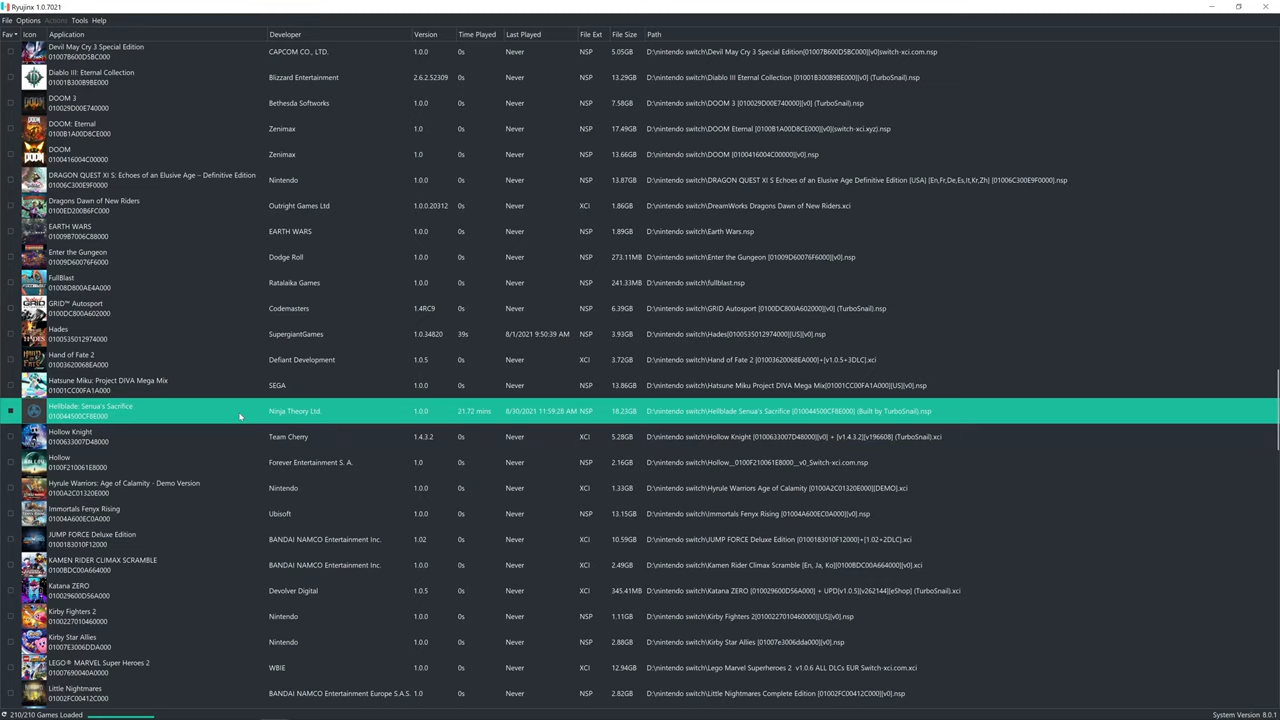 Ryujinx 1.0.7021
File Options Actions Tools Help
Fav Icon Application Developer Version Time Played Last Played File Ext File Size Path
Devil May Cry 3 Special Edition
01007B600D5BC000 CAPCOM CO., LTD. 1.0.0 0s Never NSP 5.05GB D:\nintendo switch\Devil May Cry 3 Special Edition[01007B600D5BC000][v0]switch-xci.com.nsp
Diablo III: Eternal Collection
01001B300B9BE000 Blizzard Entertainment 2.6.2.52309 0s Never NSP 13.29GB D:\nintendo switch\Diablo III: Eternal Collection [01001B300B9BE000][v0] (TurboSnail).nsp
DOOM 3
010029D00E740000 Bethesda Softworks 1.0.0 0s Never NSP 7.58GB D:\nintendo switch\DOOM 3 [010029D00E740000][v0] (TurboSnail).nsp
DOOM: Eternal
0100B1A00D8CE000 Zenimax 1.0 0s Never NSP 17.49GB D:\nintendo switch\DOOM Eternal [0100B1A00D8CE000][v0](switch-xci.xyz).nsp
DOOM
0100416004C00000 Zenimax 1.0 0s Never NSP 13.66GB D:\nintendo switch\DOOM [0100416004C00000][v0].nsp
DRAGON QUEST XI S: Echoes of an Elusive Age – Definitive Edition
01006C300E9F0000 Nintendo 1.0.0 0s Never NSP 13.87GB D:\nintendo switch\DRAGON QUEST XI S Echoes of an Elusive Age Definitive Edition [USA] [En,Fr,De,Es,It,Kr,Zh] [01006C300E9F0000].nsp
Dragons Dawn of New Riders
0100ED200B6FC000 Outright Games Ltd 1.0.0.20312 0s Never XCI 1.86GB D:\nintendo switch\DreamWorks Dragons Dawn of New Riders.xci
EARTH WARS
01009B7006C88000 EARTH WARS 1.0.0 0s Never NSP 1.89GB D:\nintendo switch\Earth Wars.nsp
Enter the Gungeon
01009D60076F6000 Dodge Roll 1.0.0 0s Never NSP 273.11MB D:\nintendo switch\Enter the Gungeon [01009D60076F6000][v0].nsp
FullBlast
01008D800AE4A000 Ratalaika Games 1.0.0 0s Never NSP 241.33MB D:\nintendo switch\fullblast.nsp
GRID™ Autosport
0100DC800A602000 Codemasters 1.4RC9 0s Never NSP 6.39GB D:\nintendo switch\GRID Autosport [0100DC800A602000][v0] (TurboSnail).nsp
Hades
0100535012974000 SupergiantGames 1.0.34820 39s 8/1/2021 9:50:39 AM NSP 3.93GB D:\nintendo switch\Hades[0100535012974000][US][v0].nsp
Hand of Fate 2
01003620068EA000 Defiant Development 1.0.5 0s Never XCI 3.72GB D:\nintendo switch\Hand of Fate 2 [01003620068EA000]+[v1.0.5+3DLC].xci
Hatsune Miku: Project DIVA Mega Mix
01001CC00FA1A000 SEGA 1.0.0 0s Never NSP 13.86GB D:\nintendo switch\Hatsune Miku Project DIVA Mega Mix[01001CC00FA1A000][US][v0].nsp
Hellblade: Senua's Sacrifice
010044500CF8E000 Ninja Theory Ltd. 1.0.0 21.72 mins 8/30/2021 11:59:28 AM NSP 18.23GB D:\nintendo switch\Hellblade Senua's Sacrifice [010044500CF8E000] (Built by TurboSnail).nsp
Hollow Knight
0100633007D48000 Team Cherry 1.4.3.2 0s Never XCI 5.28GB D:\nintendo switch\Hollow Knight [0100633007D48000][v0] + (v1.4.3.2)[v196608] (TurboSnail).xci
Hollow
0100F210061E8000 Forever Entertainment S. A. 1.0 0s Never NSP 2.16GB D:\nintendo switch\Hollow__0100F210061E8000__v0_Switch-xci.com.nsp
Hyrule Warriors: Age of Calamity - Demo Version
0100A2C01320E000 Nintendo 1.0.0 0s Never XCI 1.33GB D:\nintendo switch\Hyrule Warriors Age of Calamity [0100A2C01320E000][DEMO].xci
Immortals Fenyx Rising
01004A600EC0A000 Ubisoft 1.0.0 0s Never NSP 13.15GB D:\nintendo switch\Immortals Fenyx Rising [01004A600EC0A000][v0].nsp
JUMP FORCE Deluxe Edition
0100183010F12000 BANDAI NAMCO Entertainment Inc. 1.02 0s Never XCI 10.59GB D:\nintendo switch\JUMP FORCE Deluxe Edition [0100183010F12000]+[1.02+2DLC].xci
KAMEN RIDER CLIMAX SCRAMBLE
0100BDC00A664000 BANDAI NAMCO Entertainment Inc. 1.0.0 0s Never XCI 2.49GB D:\nintendo switch\Kamen Rider Climax Scramble [En, Ja, Ko][0100BDC00A664000][v0].xci
Katana ZERO
010029600D56A000 Devolver Digital 1.0.5 0s Never XCI 345.41MB D:\nintendo switch\Katana ZERO [010029600D56A000] + UPD[v1.0.5][v262144][eShop] (TurboSnail).xci
Kirby Fighters 2
0100227010460000 Nintendo 1.0.0 0s Never NSP 1.11GB D:\nintendo switch\Kirby Fighters 2[0100227010460000][US][v0].nsp
Kirby Star Allies
01007E3006DDA000 Nintendo 1.0.0 0s Never NSP 2.88GB D:\nintendo switch\Kirby Star Allies [01007e3006dda000][v0].nsp
LEGO® MARVEL Super Heroes 2
01007690040A0000 WBIE 1.0.0 0s Never XCI 12.94GB D:\nintendo switch\Lego Marvel Superheroes 2 v1.0.6 ALL DLCs EUR Switch-xci.com.xci
Little Nightmares
01002FC00412C000 BANDAI NAMCO Entertainment Europe S.A.S. 1.0 0s Never NSP 2.82GB D:\nintendo switch\Little Nightmares Complete Edition [01002FC00412C000][v0].nsp
210/210 Games Loaded System Version 8.0.1